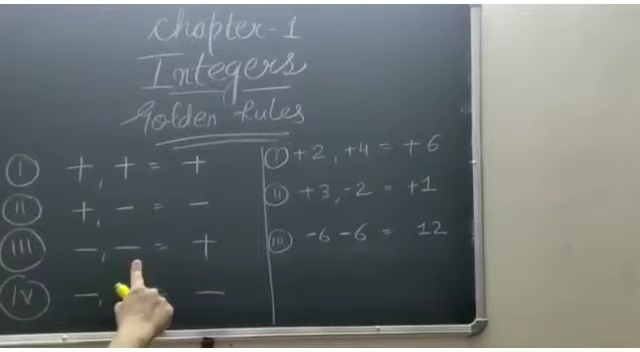 Chapter-1
Integers
Golden Rules
I +, + = +
II +, - = -
III -, - = +
IV -, -
I +2, +4 = +6
II +3, -2 = +1
III -6 -6 = 12